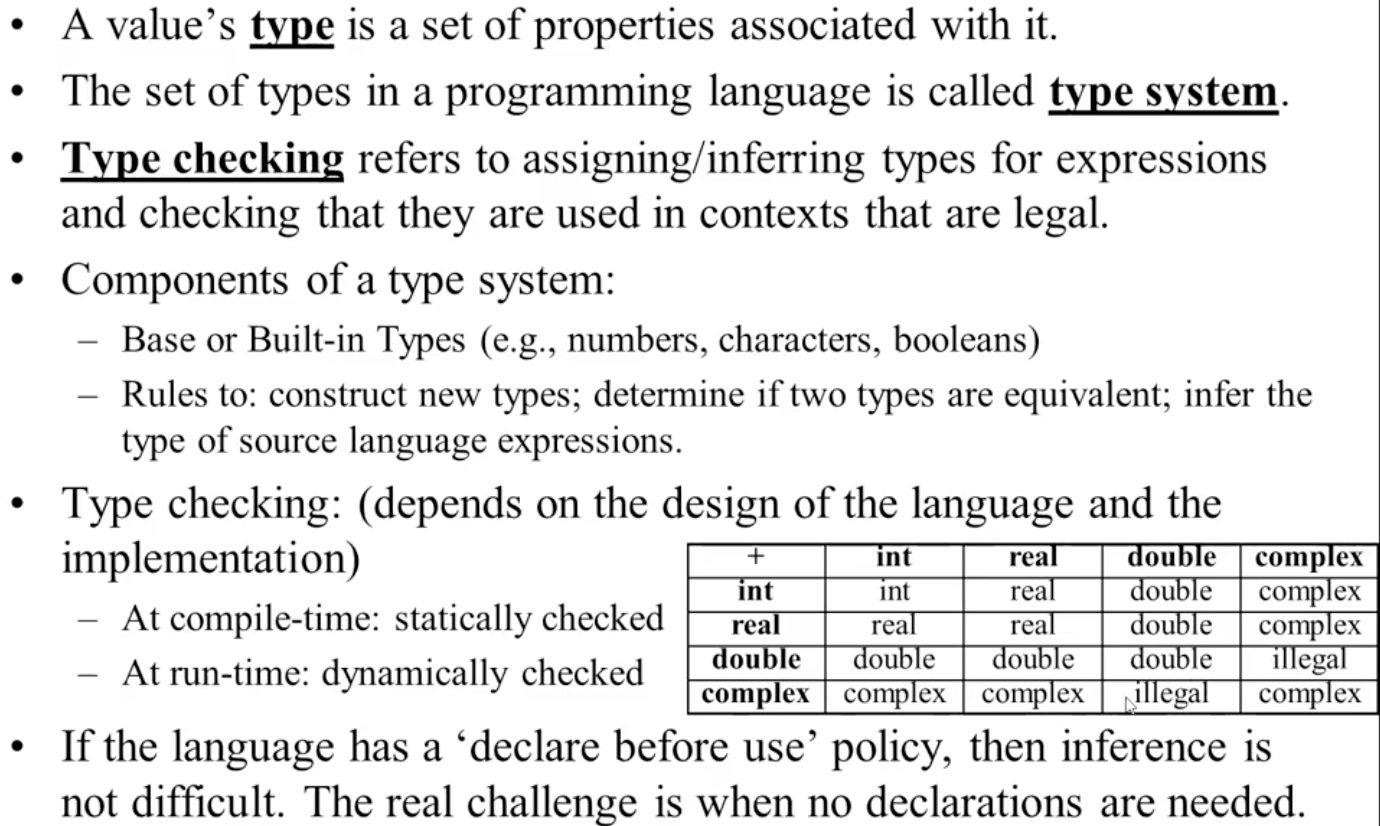 • A value’s type is a set of properties associated with it.
• The set of types in a programming language is called type system.
• Type checking refers to assigning/inferring types for expressions
and checking that they are used in contexts that are legal.
• Components of a type system:
– Base or Built-in Types (e.g., numbers, characters, booleans)
– Rules to: construct new types; determine if two types are equivalent; infer the
type of source language expressions.
• Type checking: (depends on the design of the language and the
implementation)
– At compile-time: statically checked
– At run-time: dynamically checked
+ int real double complex
int int real double complex
real real real double complex
double double double double illegal
complex complex complex illegal complex
• If the language has a ‘declare before use’ policy, then inference is
not difficult. The real challenge is when no declarations are needed.